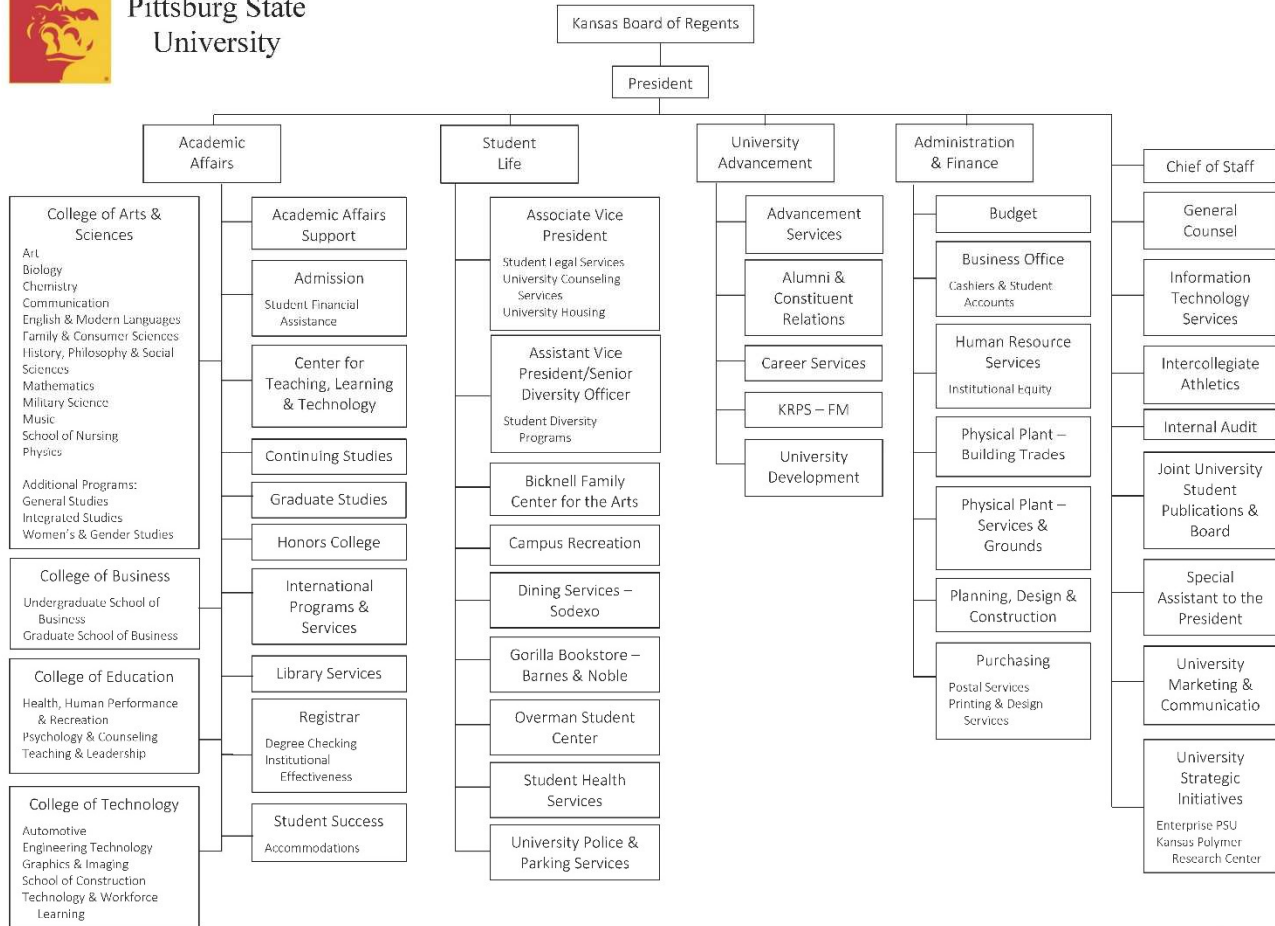 Pittsburg State
University
Kansas Board of Regents
President
Academic
Affairs
College of Arts &
Sciences
Art
Biology
Chemistry
Communication
English & Modern Languages
Family & Consumer Sciences
History, Philosophy & Social
Sciences
Mathematics
Military Science
Music
School of Nursing
Physics
Additional Programs:
General Studies
Integrated Studies
Women's & Gender Studies
College of Business
Undergraduate School of
Business
Graduate School of Business
College of Education
Health, Human Performance
& Recreation
Psychology & Counseling
Teaching & Leadership
College of Technology
Automotive
Engineering Technology
Graphics & Imaging
School of Construction
Technology & Workforce
Learning
Academic Affairs
Support
Admission
Student Financial
Assistance
Center for
Teaching, Learning
& Technology
Continuing Studies
Graduate Studies
Honors College
International
Programs &
Services
Library Services
Registrar
Degree Checking
Institutional
Effectiveness
Student Success
Accommodations
Student
Life
Associate Vice
President
Student Legal Services
University Counseling
Services
University Housing
Assistant Vice
President/Senior
Diversity Officer
Student Diversity
Programs
Bicknell Family
Center for the Arts
Campus Recreation
Dining Services –
Sodexo
Gorilla Bookstore –
Barnes & Noble
Overman Student
Center
Student Health
Services
University Police &
Parking Services
University
Advancement
Advancement
Services
Alumni &
Constituent
Relations
Career Services
KRPS – FM
University
Development
Administration
& Finance
Budget
Business Office
Cashiers & Student
Accounts
Human Resource
Services
Institutional Equity
Physical Plant –
Building Trades
Physical Plant –
Services &
Grounds
Planning, Design &
Construction
Purchasing
Postal Services
Printing & Design
Services
Chief of Staff
General
Counsel
Information
Technology
Services
Intercollegiate
Athletics
Internal Audit
Joint University
Student
Publications &
Board
Special
Assistant to the
President
University
Marketing &
Communicatio
University
Strategic
Initiatives
Enterprise PSU
Kansas Polymer
Research Center